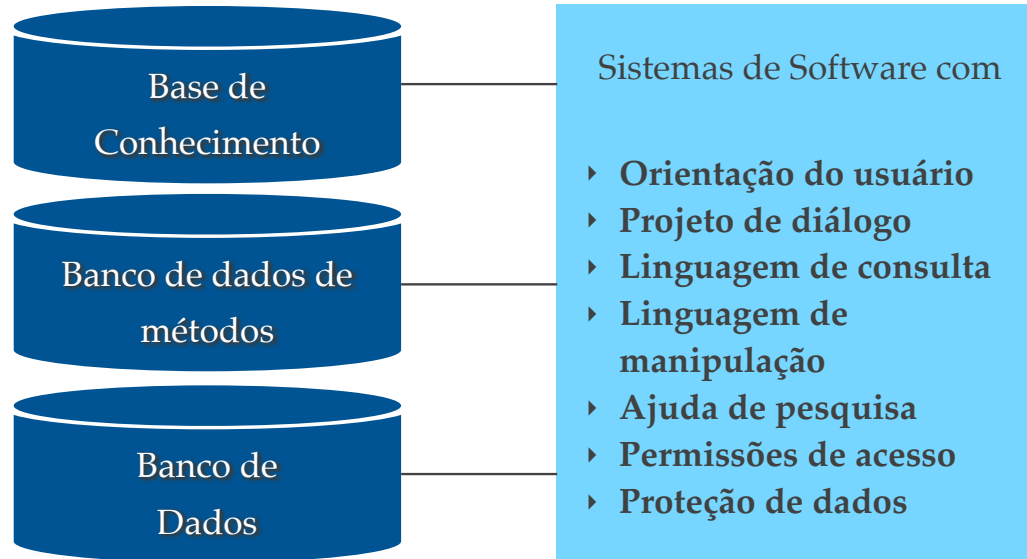 Base de
Conhecimento
Banco de dados de
métodos
Banco de
Dados
Sistemas de Software com
‣ Orientação do usuário
‣ Projeto de diálogo
‣ Linguagem de consulta
‣ Linguagem de
manipulação
‣ Ajuda de pesquisa
‣ Permissões de acesso
‣ Proteção de dados